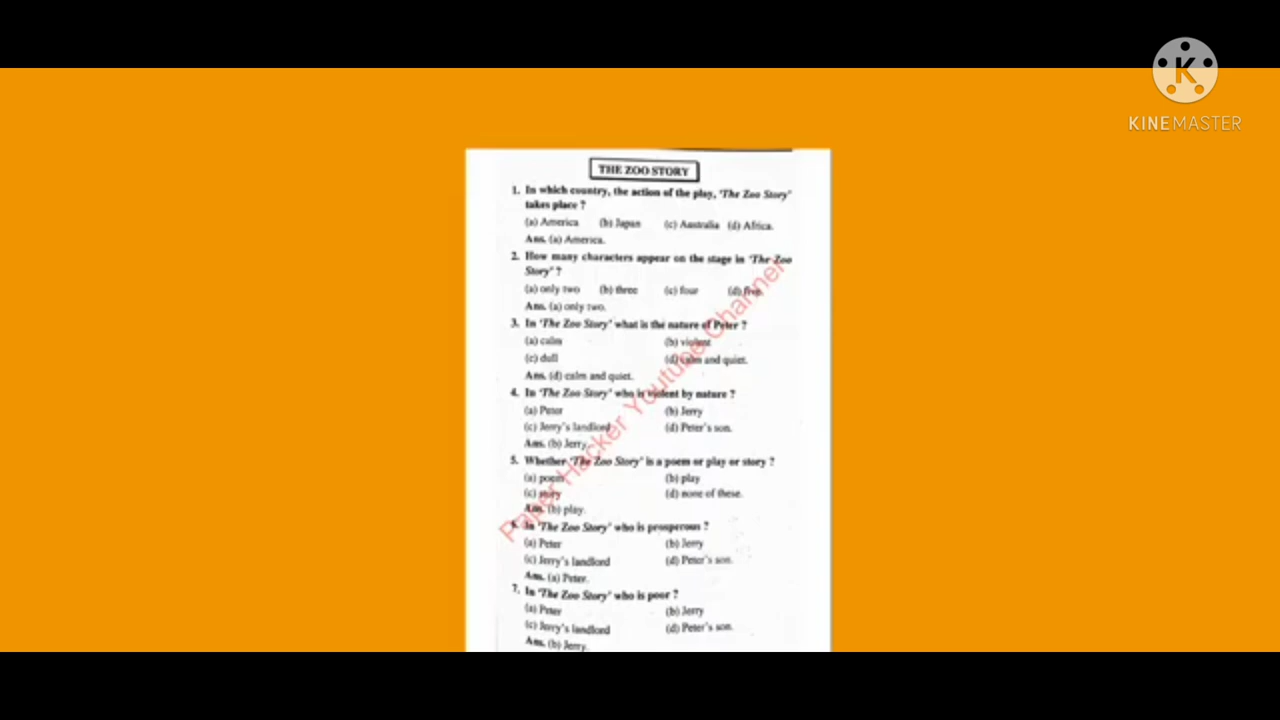 KINEMASTER
THE ZOO STORY
1. In which country, the action of the play, 'The Zoo Story'
takes place ?
(a) America (b) Japan (c) Australia (d) Africa.
Ans. (a) America.
2. How many characters appear on the stage in 'The Zoo
Story' ?
(a) only two (b) three (c) four (d) five.
Ans. (a) only two.
3. In 'The Zoo Story' what is the nature of Peter ?
(a) calm (b) violent
(c) dull (d) calm and quiet.
Ans. (d) calm and quiet.
4. In 'The Zoo Story' who is violent by nature ?
(a) Peter (b) Jerry
(c) Jerry's landlord (d) Peter's son.
Ans. (b) Jerry.
5. Whether 'The Zoo Story' is a poem or play or story ?
(a) poem (b) play
(c) story (d) none of these.
Ans. (b) play.
6. In 'The Zoo Story' who is prosperous ?
(a) Peter (b) Jerry
(c) Jerry's landlord (d) Peter's son.
Ans. (a) Peter.
7. In 'The Zoo Story' who is poor ?
(a) Peter (b) Jerry
(c) Jerry's landlord (d) Peter's son.
Ans. (b) Jerry.
Paper Hacker Youtube Channer